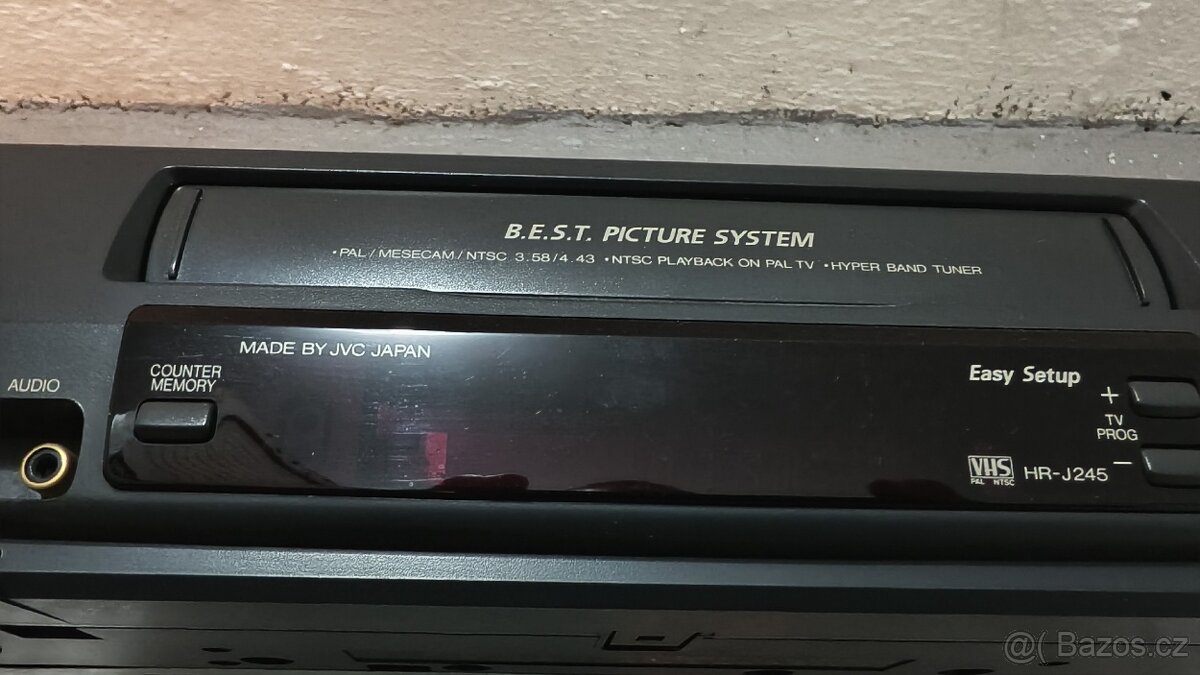 B.E.S.T. PICTURE SYSTEM
•PAL/MESECAM/NTSC 3.58/4.43 •NTSC PLAYBACK ON PAL TV •HYPER BAND TUNER
MADE BY JVC JAPAN
COUNTER
MEMORY
AUDIO
Easy Setup
+
TV
PROG
−
VHS
PAL NTSC
HR-J245
@( Bazos.cz